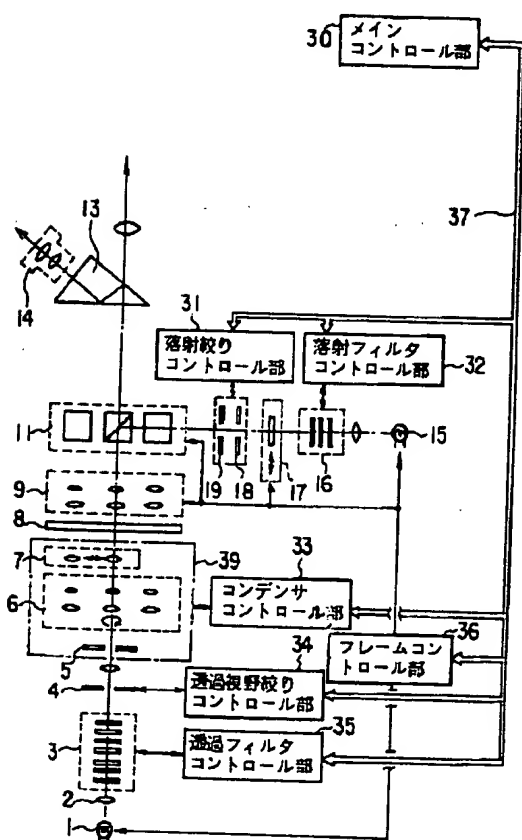 30
メイン
コントロール部
37
13
14
31
落射絞り
コントロール部
落射フィルタ
コントロール部
32
11
19
18
17
16
15
9
8
7
39
33
6
コンデンサ
コントロール部
5
34
36
フレームコント
ロール部
4
透過視野絞り
コントロール部
35
3
透過フィルタ
コントロール部
2
1